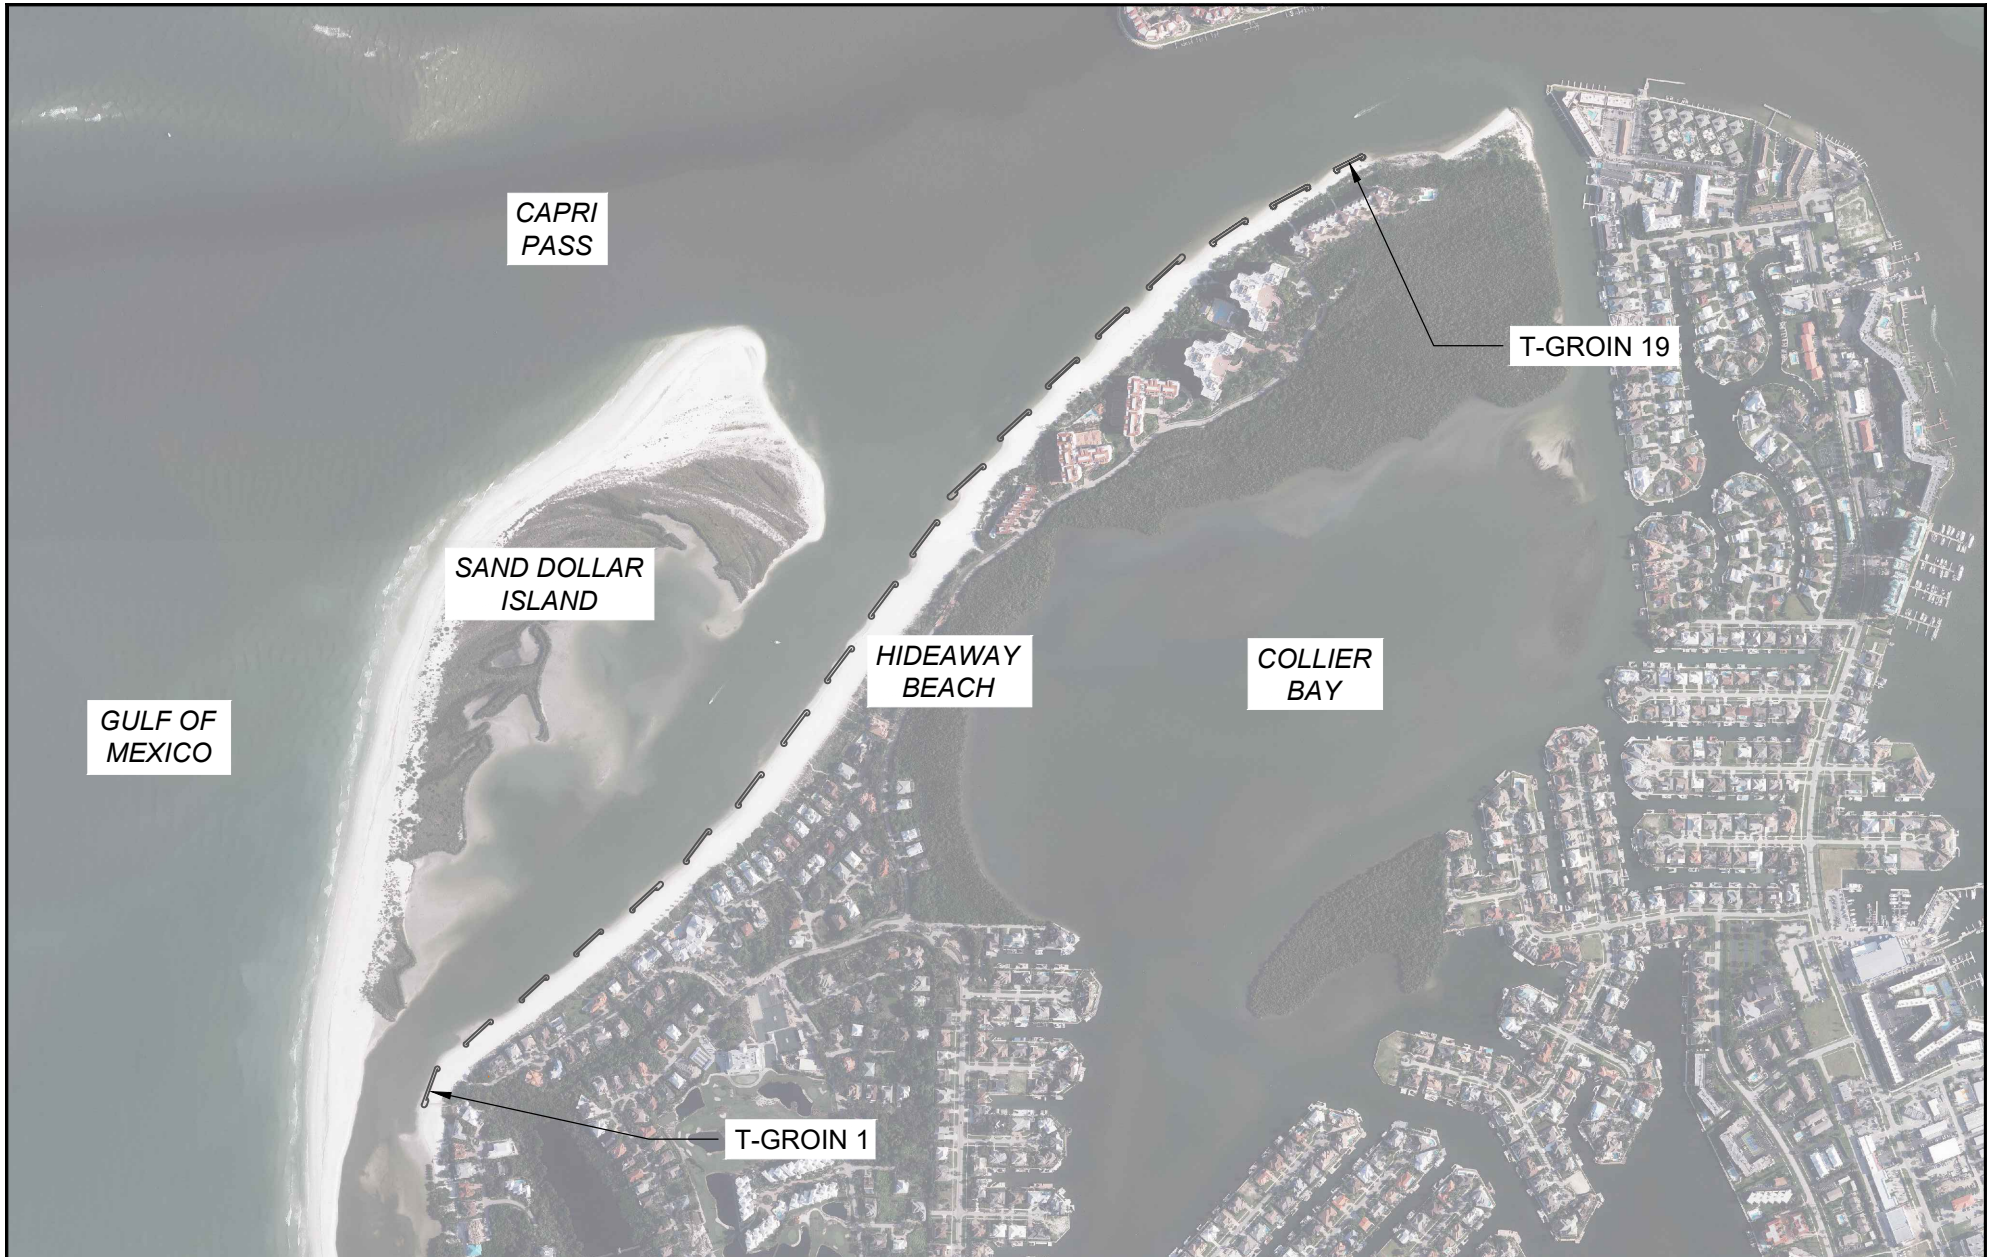 CAPRI
PASS
T-GROIN 19
SAND DOLLAR
ISLAND
HIDEAWAY
BEACH
COLLIER
BAY
GULF OF
MEXICO
T-GROIN 1